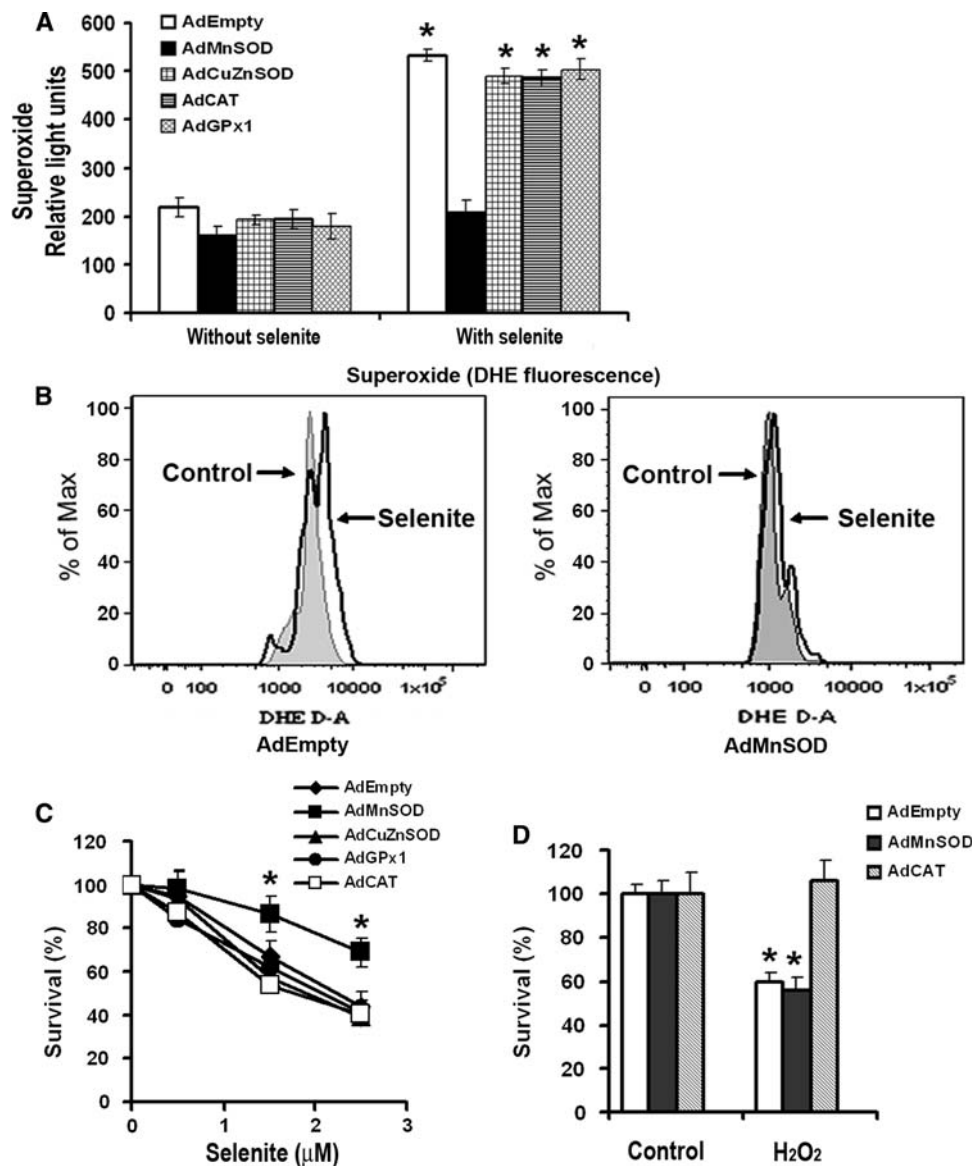 A
AdEmpty
AdMnSOD
AdCuZnSOD
AdCAT
AdGPx1
Superoxide
Relative light units
600
500
400
300
200
100
0
* * * *
Without selenite
With selenite
B
Superoxide (DHE fluorescence)
% of Max
100
80
60
40
20
0
Control
Selenite
0 100 1000 10000 1×10⁵
DHE D-A
AdEmpty
% of Max
100
80
60
40
20
0
Control
Selenite
0 100 1000 10000 1×10⁵
DHE D-A
AdMnSOD
C
AdEmpty
AdMnSOD
AdCuZnSOD
AdGPx1
AdCAT
Survival (%)
120
100
80
60
40
20
0
* *
0 1 2 3
Selenite (µM)
D
AdEmpty
AdMnSOD
AdCAT
Survival (%)
120
100
80
60
40
20
0
* *
Control
H₂O₂